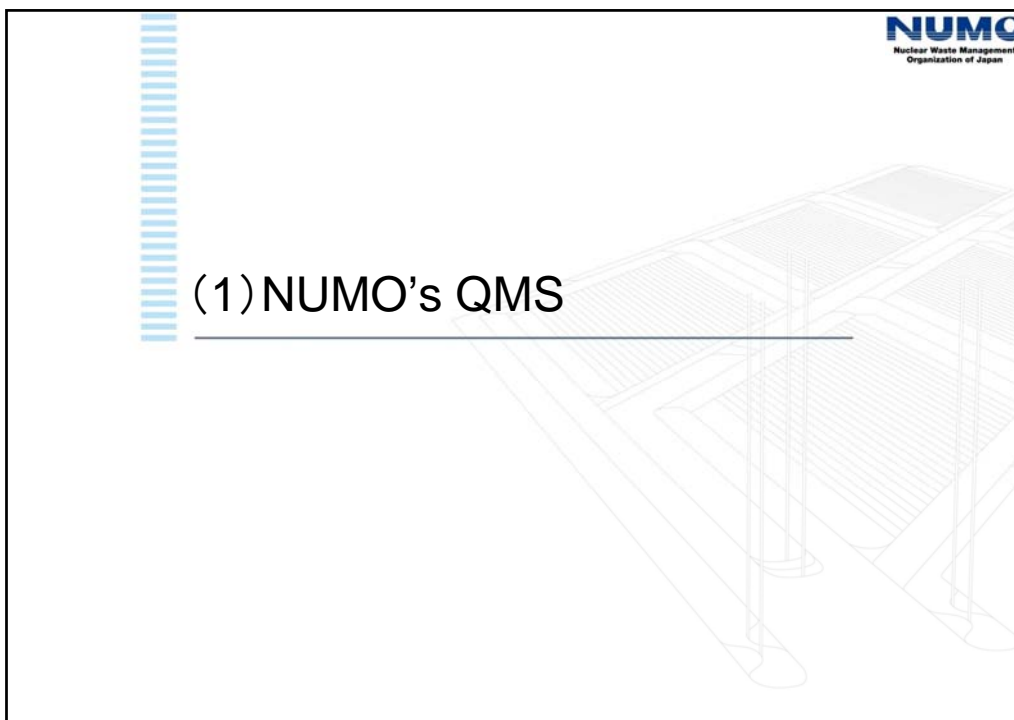 NUMO
Nuclear Waste Management
Organization of Japan
（1）NUMO’s QMS